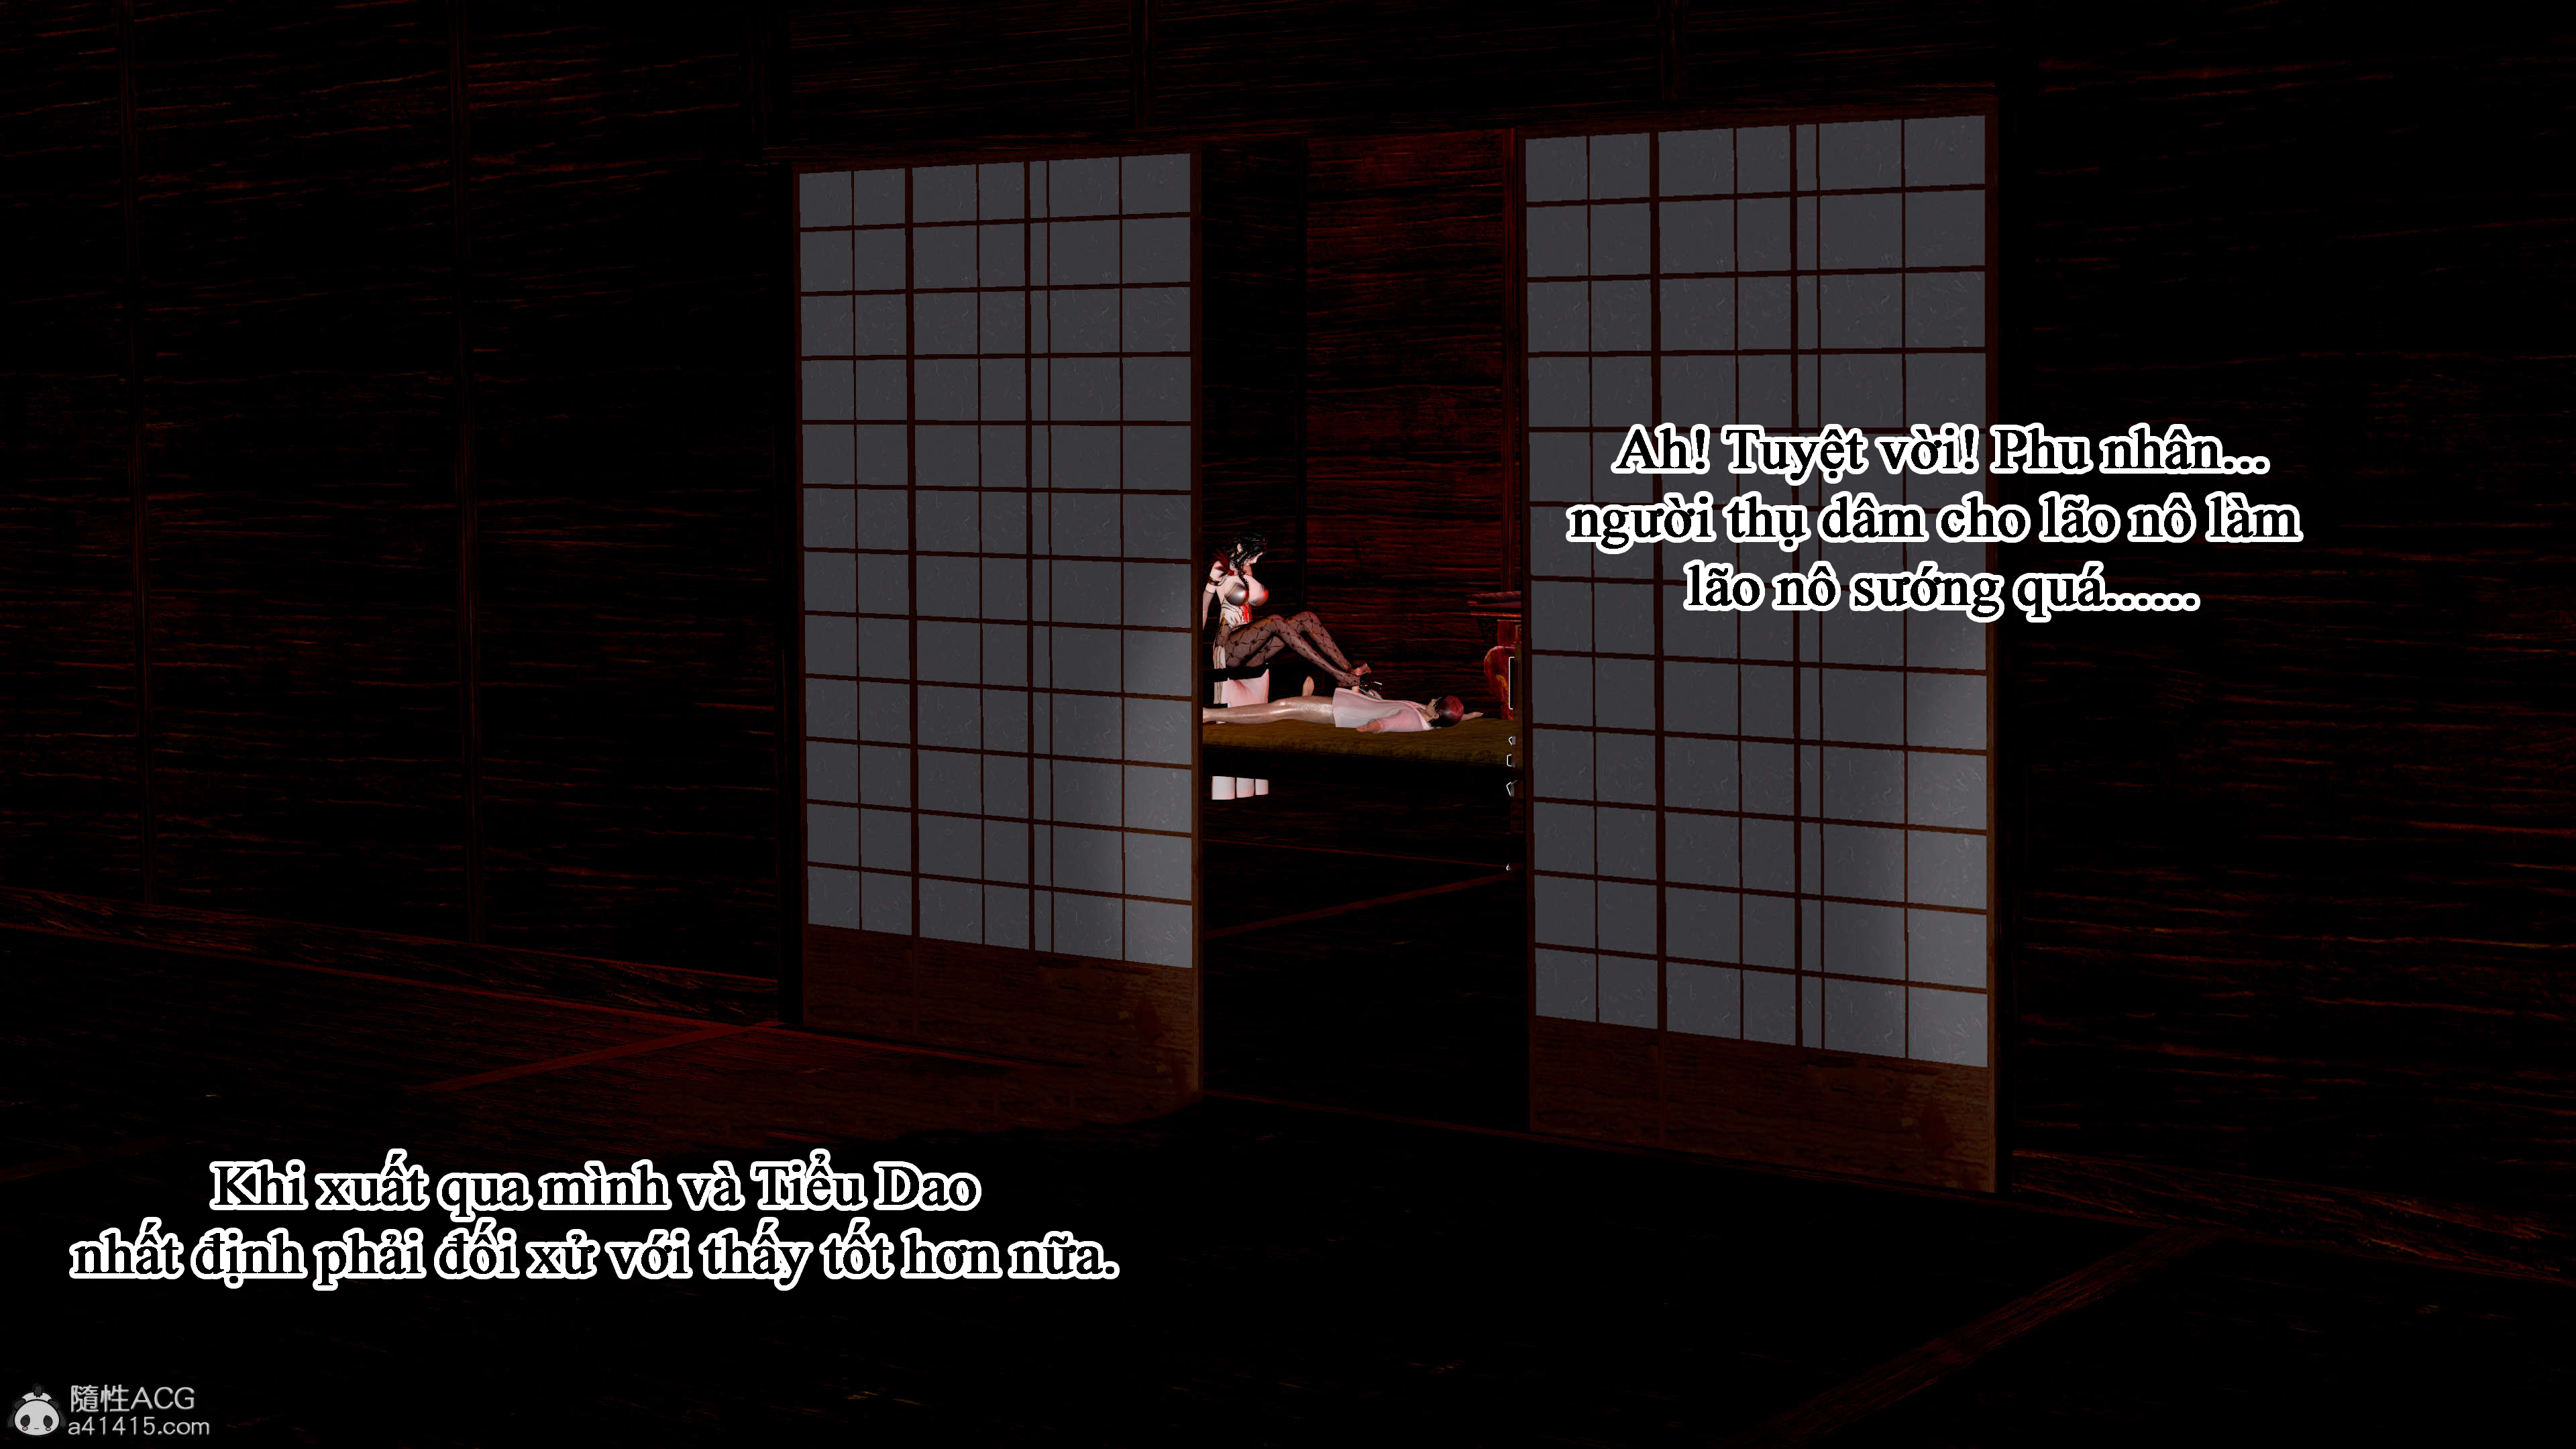 Ah! Tuyệt vời! Phu nhân...
người thụ dâm cho lão nô làm
lão nô sướng quá......
Khi xuất qua mình và Tiểu Dao
nhất định phải đối xử với thấy tốt hơn nữa.
隨性ACG
a41415.com